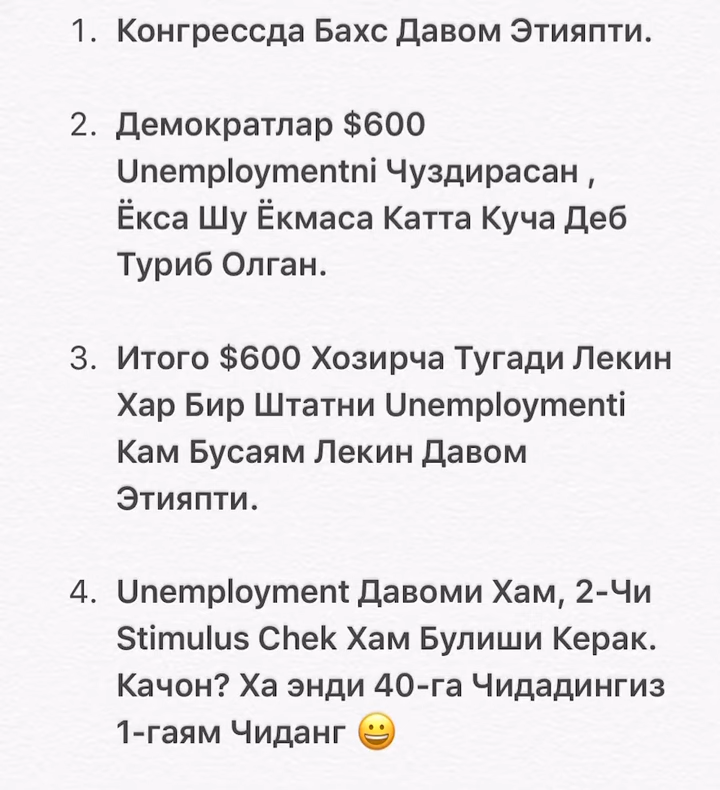 1. Конгрессда Бахс Давом Этияпти.
2. Демократлар $600
Unemploymentni Чуздирасан ,
Ёкса Шу Ёкмаса Катта Куча Деб
Туриб Олган.
3. Итого $600 Хозирча Тугади Лекин
Хар Бир Штатни Unemploymenti
Кам Бусаям Лекин Давом
Этияпти.
4. Unemployment Давоми Хам, 2-Чи
Stimulus Chek Хам Булиши Керак.
Качон? Ха энди 40-га Чидадингиз
1-гаям Чиданг 😀